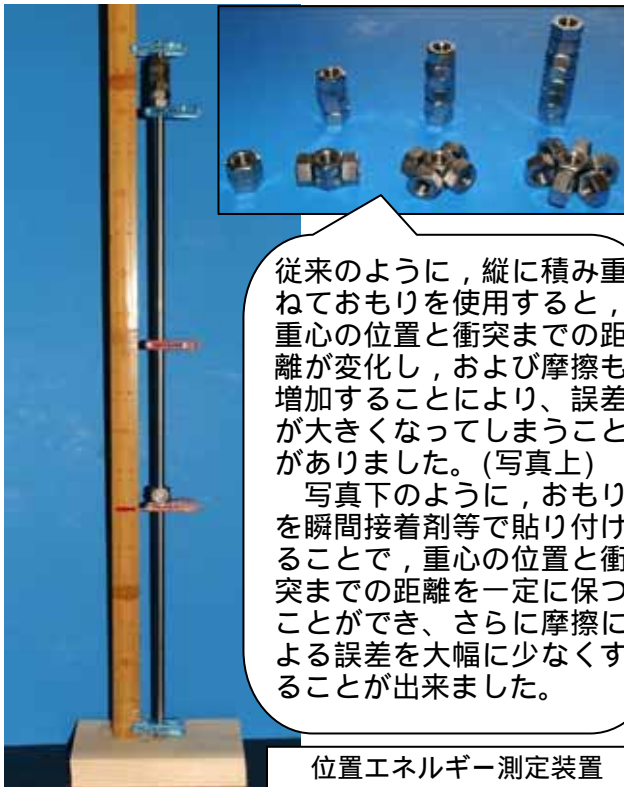 従来のように，縦に積み重
ねておもりを使用すると，
重心の位置と衝突までの距
離が変化し，および摩擦も
増加することにより、誤差
が大きくなってしまうこと
がありました。(写真上)
　写真下のように，おもり
を瞬間接着剤等で貼り付け
ることで，重心の位置と衝
突までの距離を一定に保つ
ことができ、さらに摩擦に
よる誤差を大幅に少なくす
ることが出来ました。
位置エネルギー測定装置